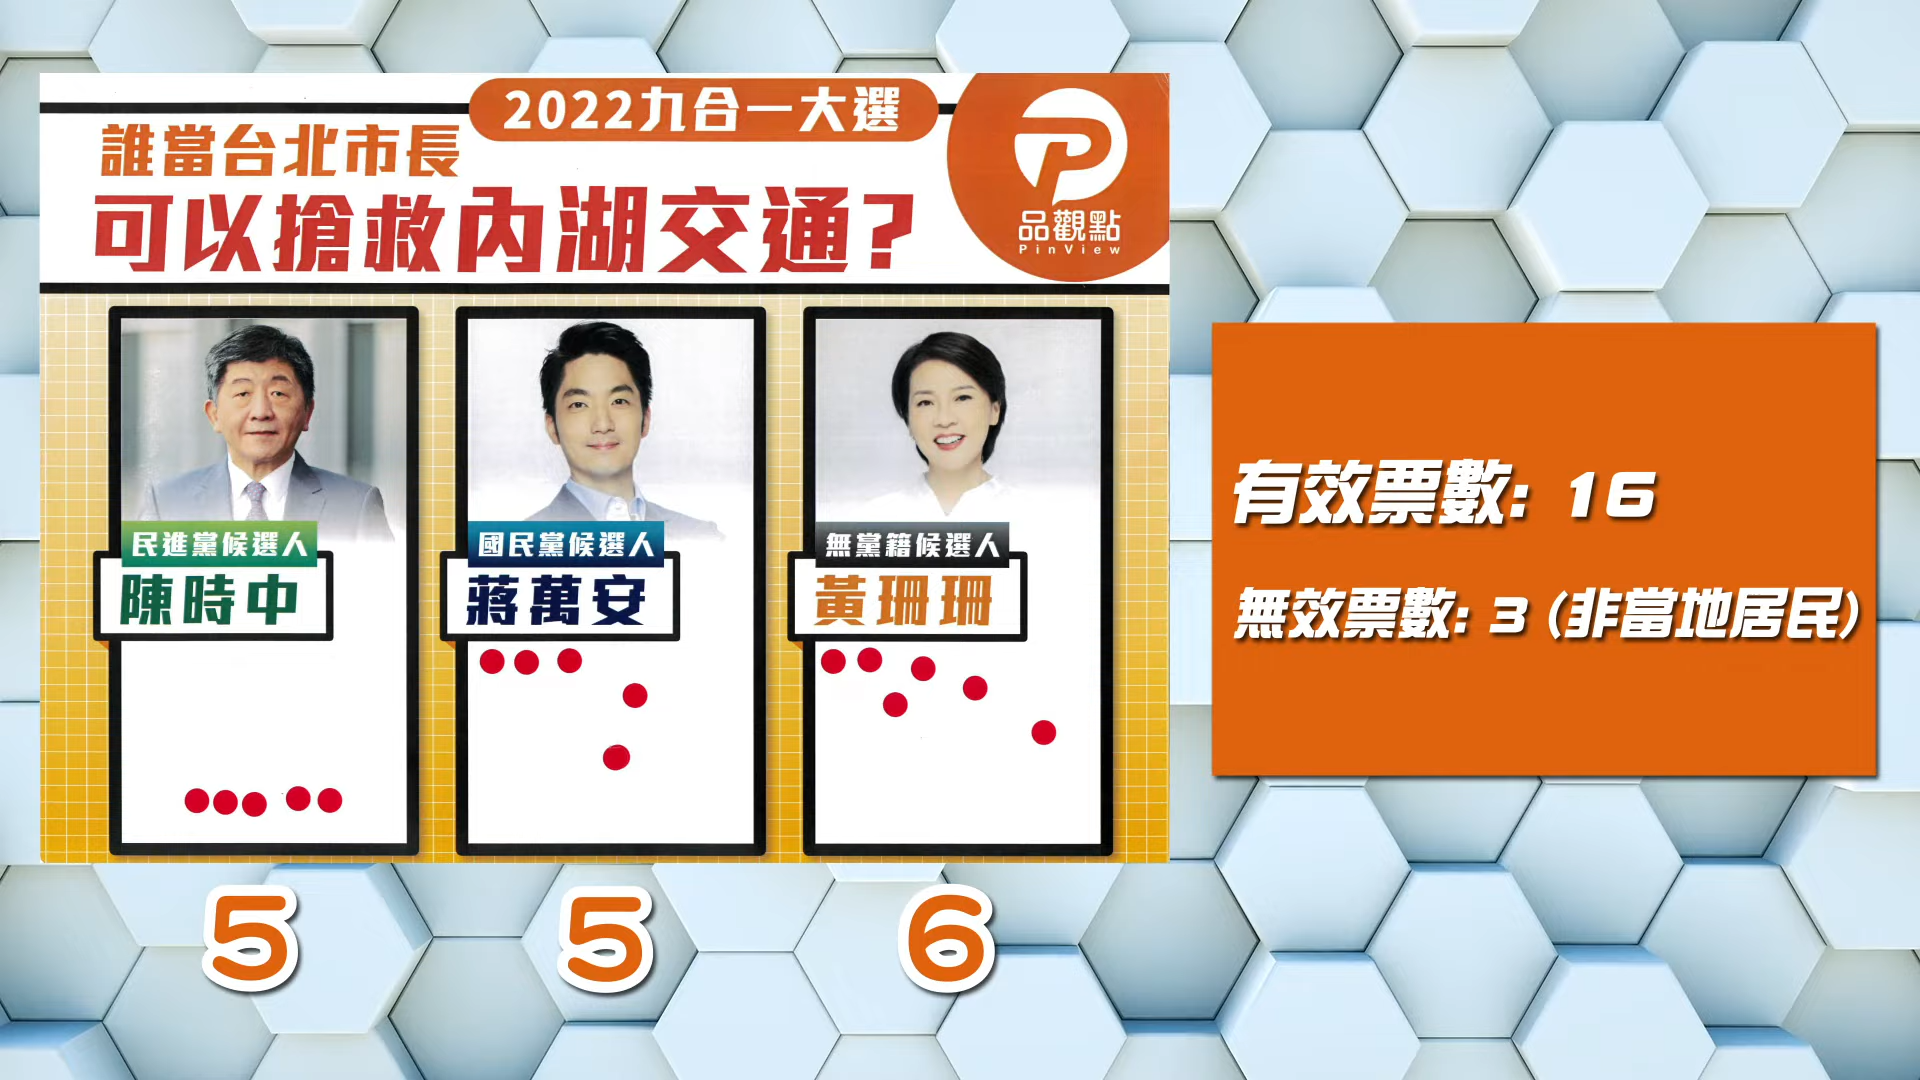 2022九合一大選
誰當台北市長
可以搶救內湖交通?
P
品觀點
PinView
民進黨候選人
陳時中
國民黨候選人
蔣萬安
無黨籍候選人
黃珊珊
有效票數: 16
無效票數: 3 (非當地居民)
5
5
6